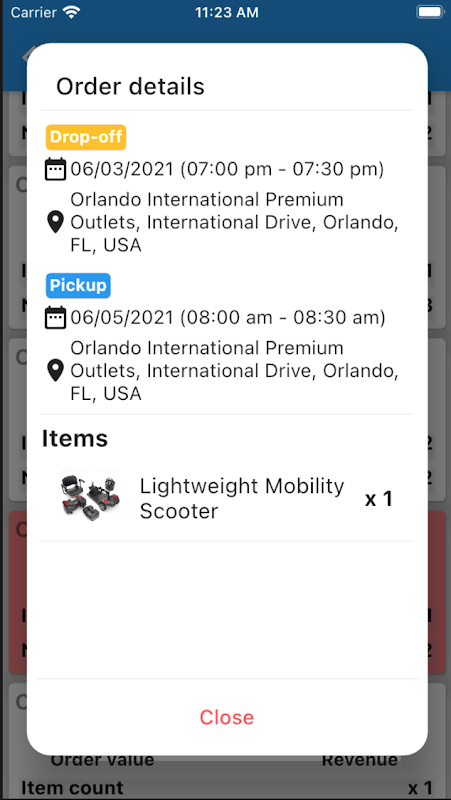 Carrier
11:23 AM
Order details
Drop-off
06/03/2021 (07:00 pm - 07:30 pm)
Orlando International Premium
Outlets, International Drive, Orlando,
FL, USA
Pickup
06/05/2021 (08:00 am - 08:30 am)
Orlando International Premium
Outlets, International Drive, Orlando,
FL, USA
Items
Lightweight Mobility
Scooter
x 1
Close
Order value Revenue
Item count x 1